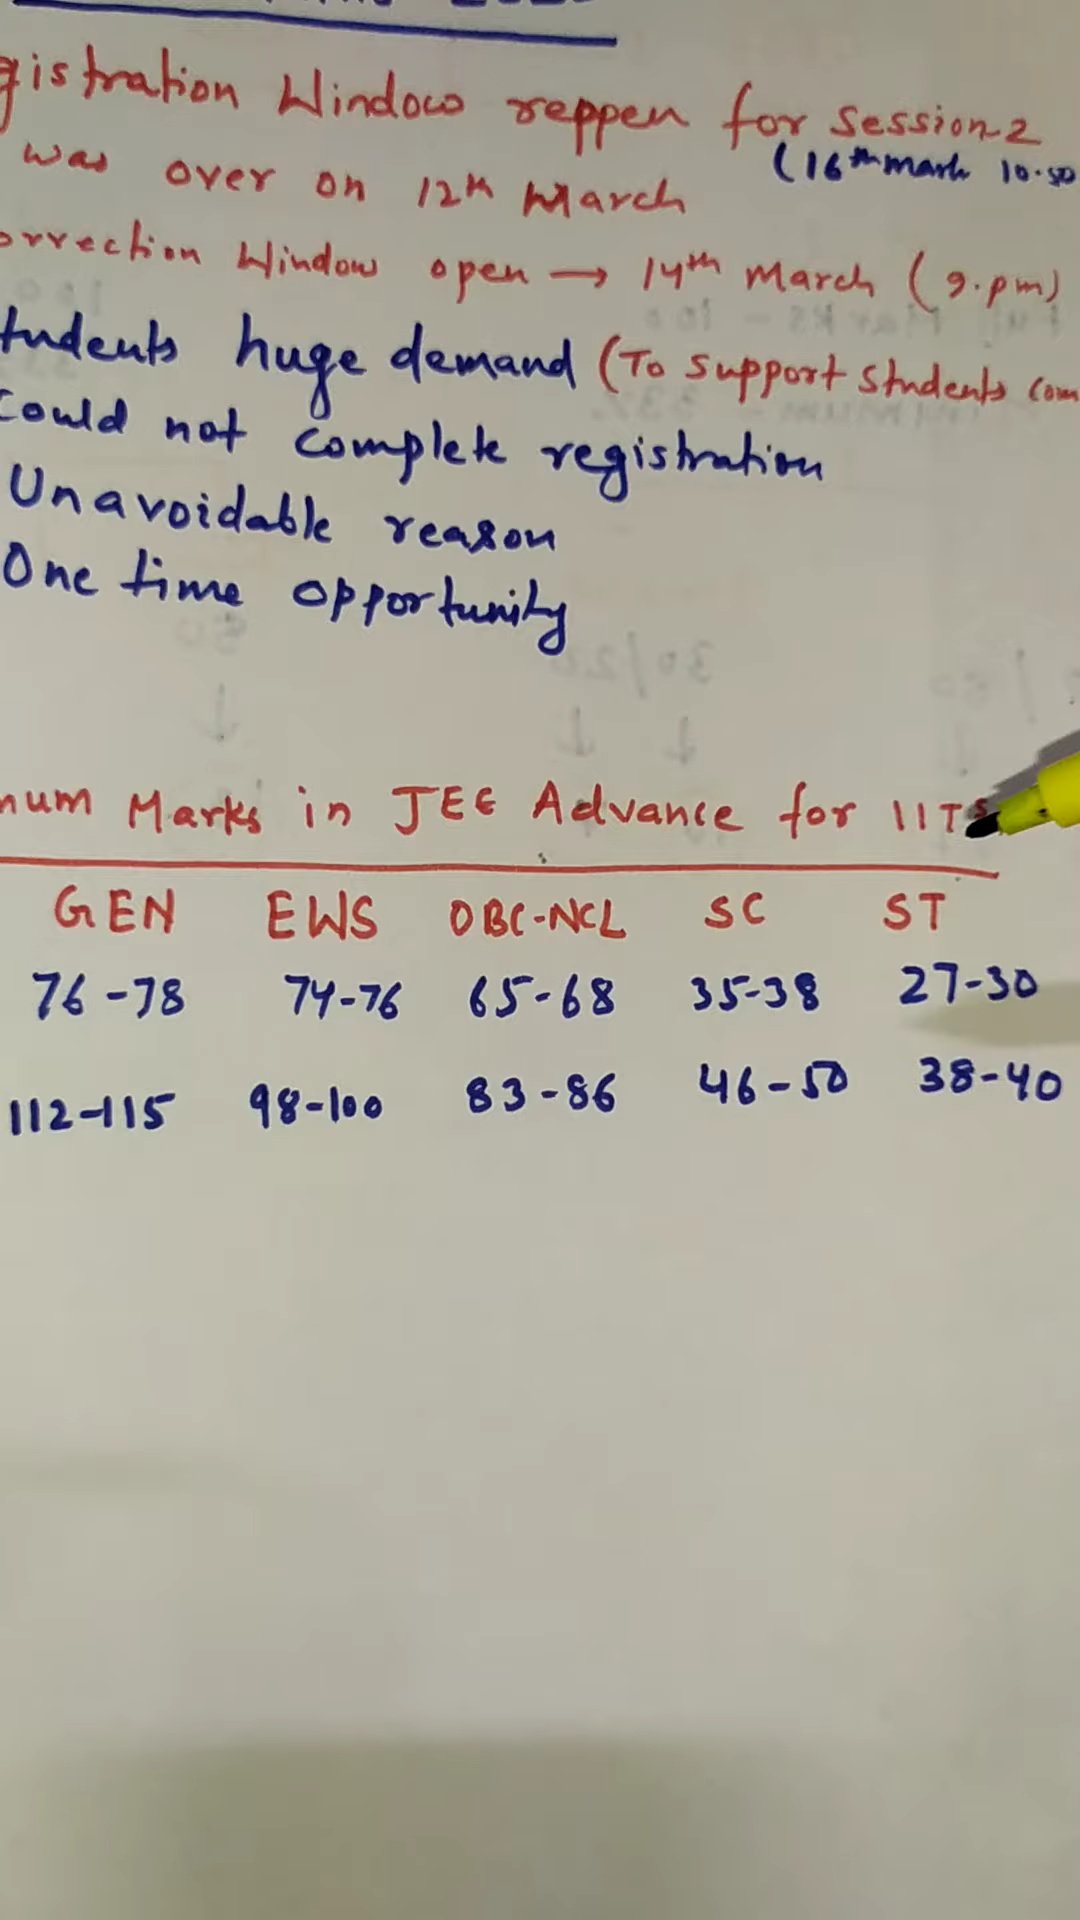 gistration Window reppen for Session-2
was over on 12th March (16th march 10.50
orrection Window open → 14th March (9.pm)
tudents huge demand (To support students com
could not complete registration
Unavoidable reason
One time opportunity
num Marks in JEE Advance for IITs
GEN EWS OBC-NCL SC ST
76-78 74-76 65-68 35-38 27-30
112-115 98-100 83-86 46-50 38-40